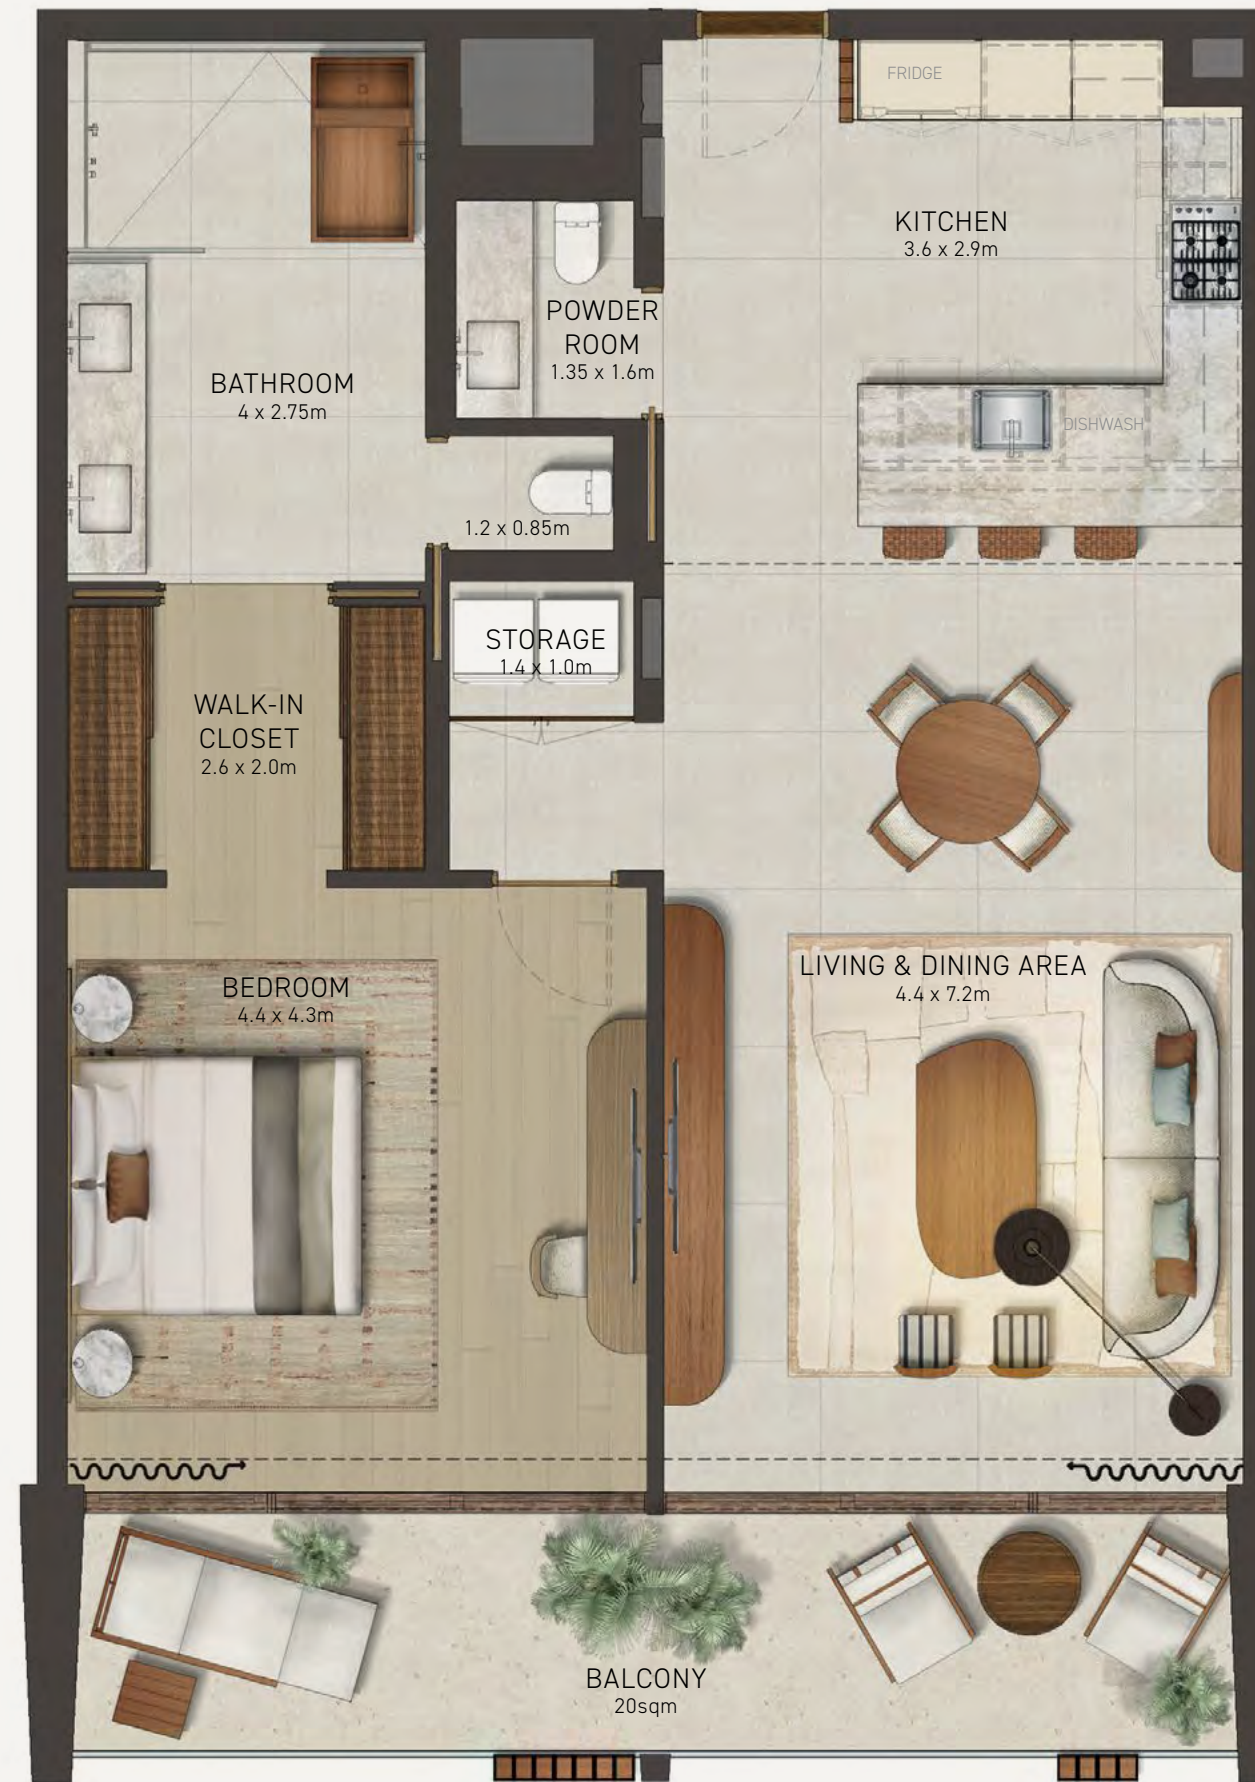 FRIDGE
KITCHEN
3.6 x 2.9m
POWDER
ROOM
1.35 x 1.6m
BATHROOM
4 x 2.75m
DISHWASH
1.2 x 0.85m
STORAGE
1.4 x 1.0m
WALK-IN
CLOSET
2.6 x 2.0m
LIVING & DINING AREA
4.4 x 7.2m
BEDROOM
4.4 x 4.3m
BALCONY
20sqm